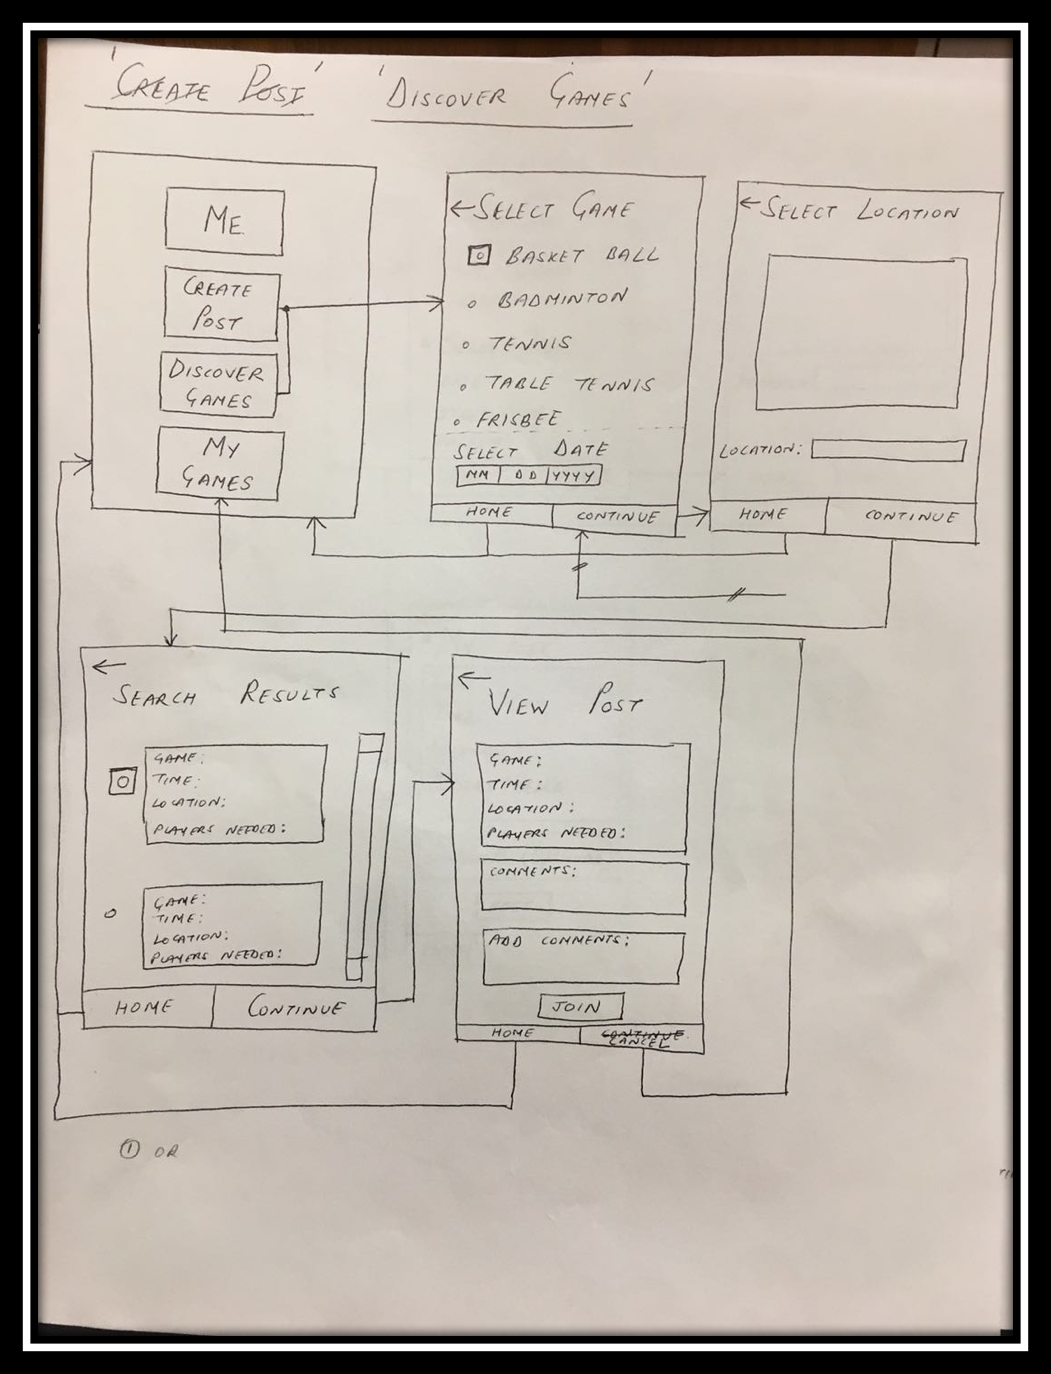 'CREATE POST' 'DISCOVER GAMES'
ME
CREATE
POST
DISCOVER
GAMES
MY
GAMES
←SELECT GAME
BASKET BALL
BADMINTON
TENNIS
TABLE TENNIS
FRISBEE
SELECT DATE
MM DD YYYY
HOME CONTINUE
←SELECT LOCATION
LOCATION:
HOME CONTINUE
←
SEARCH RESULTS
GAME:
TIME:
LOCATION:
PLAYERS NEEDED:
GAME:
TIME:
LOCATION:
PLAYERS NEEDED:
HOME CONTINUE
←
VIEW POST
GAME:
TIME:
LOCATION:
PLAYERS NEEDED:
COMMENTS:
ADD COMMENTS:
JOIN
HOME CONTINUE
CANCEL
① OR